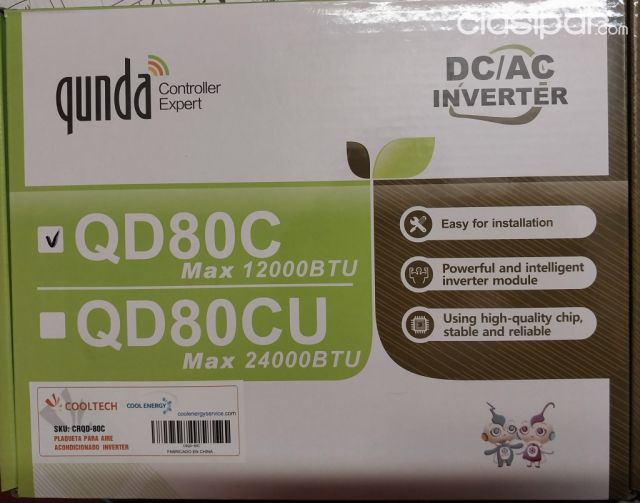 clasipar.com
qunda
Controller
Expert
DC/AC
INVERTER
QD80C
Max 12000BTU
QD80CU
Max 24000BTU
Easy for installation
Powerful and intelligent
inverter module
Using high-quality chip,
stable and reliable
COOLTECH
COOL ENERGY
coolenergyservice.com
SKU: CRQD-80C
PLAQUETA PARA AIRE
ACONDICIONADO INVERTER
CRQD-80C
FABRICADO EN CHINA